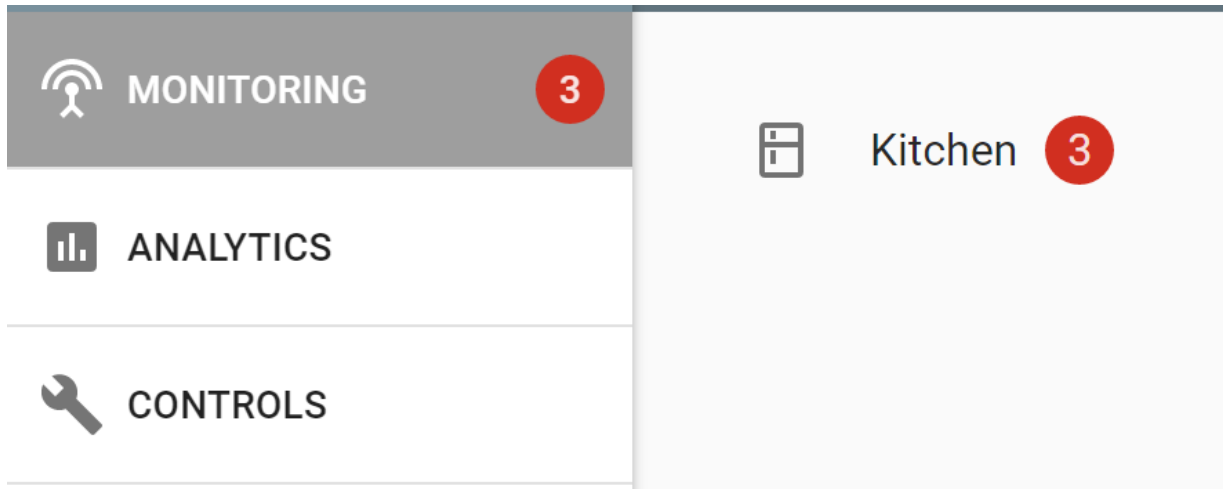 MONITORING 3
Kitchen 3
ANALYTICS
CONTROLS